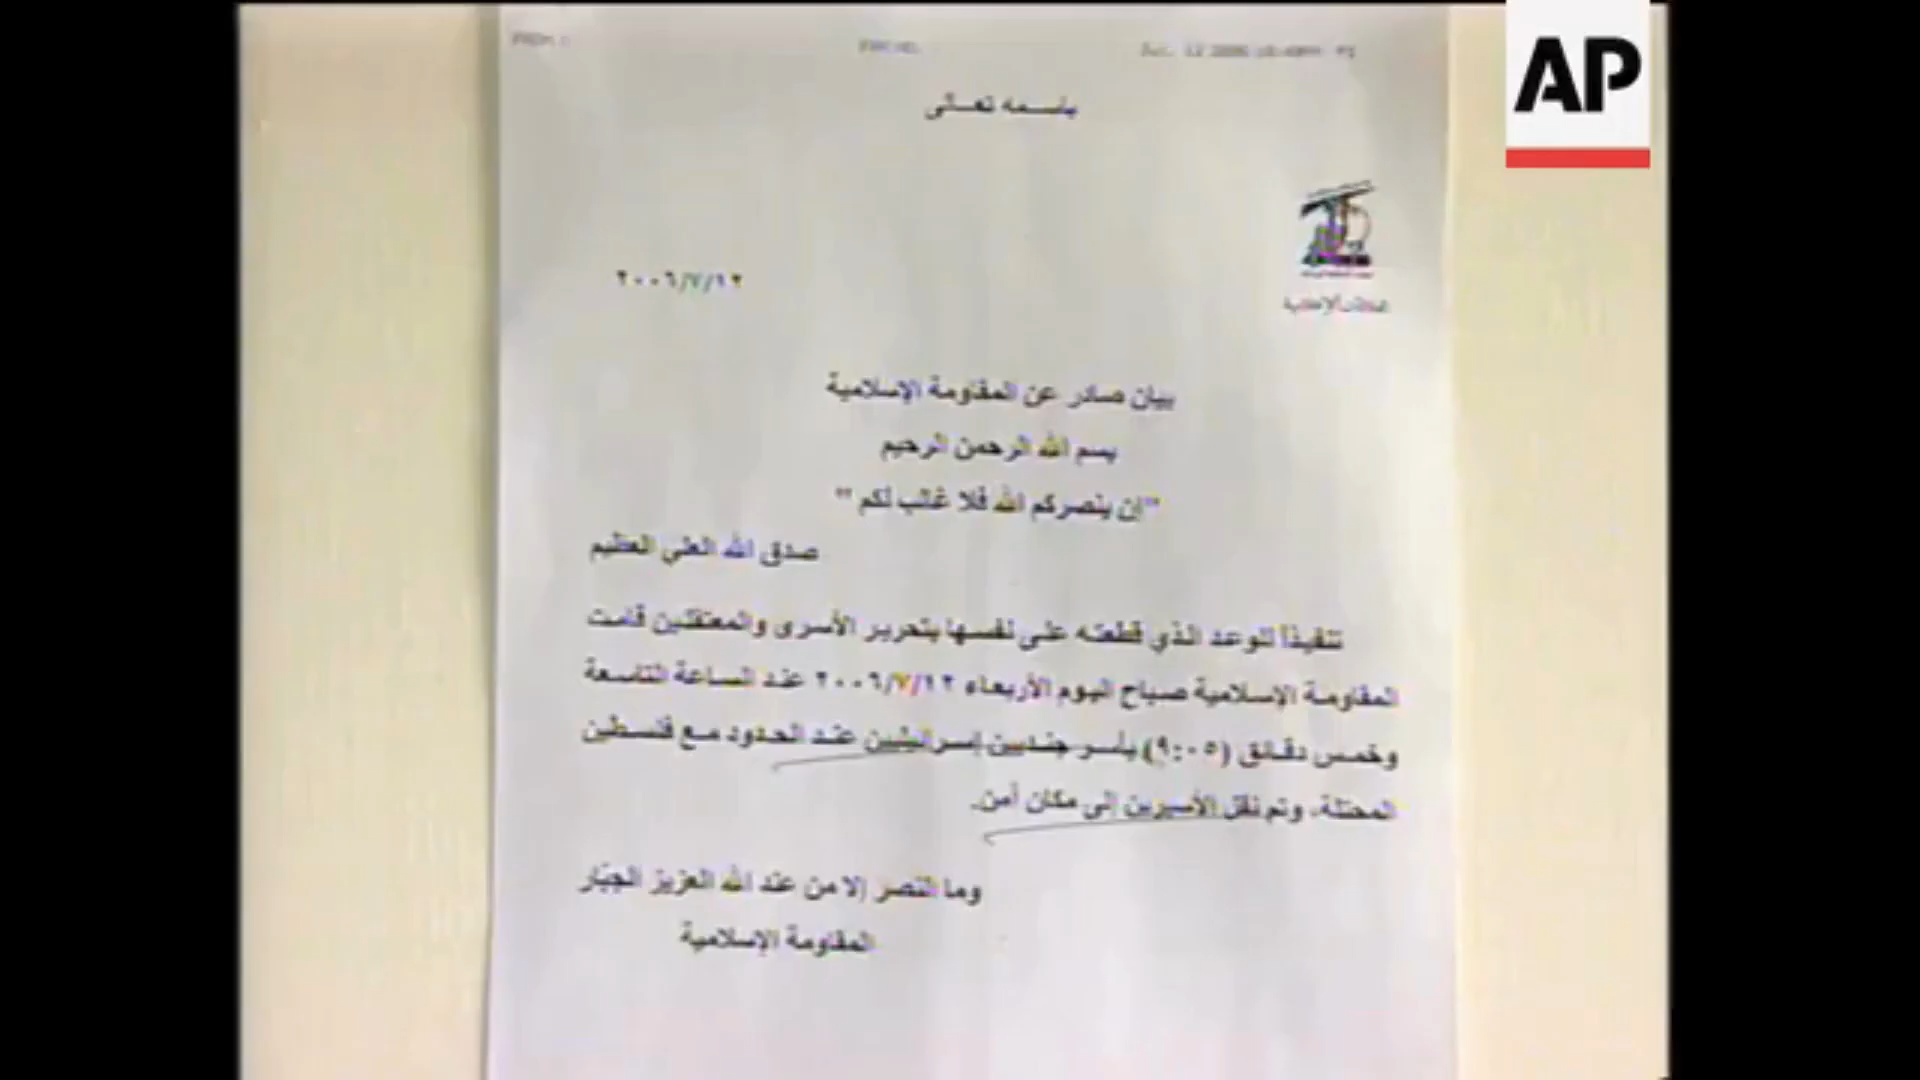 AP
باسمه تعالى
٢٠٠٦/٧/١٢
العلاقات الإعلامية
بيان صادر عن المقاومة الإسلامية
بسم الله الرحمن الرحيم
"إن ينصركم الله فلا غالب لكم"
صدق الله العلي العظيم
تنفيذاً للوعد الذي قطعته على نفسها بتحرير الأسرى والمعتقلين قامت
المقاومة الإسلامية صباح اليوم الأربعاء ٢٠٠٦/٧/١٢ عند الساعة التاسعة
وخمس دقائق (٩:٠٥) بأسر جنديين إسرائيليين عند الحدود مع فلسطين
المحتلة، وتم نقل الأسيرين إلى مكان آمن.
وما النصر إلا من عند الله العزيز الجبّار
المقاومة الإسلامية